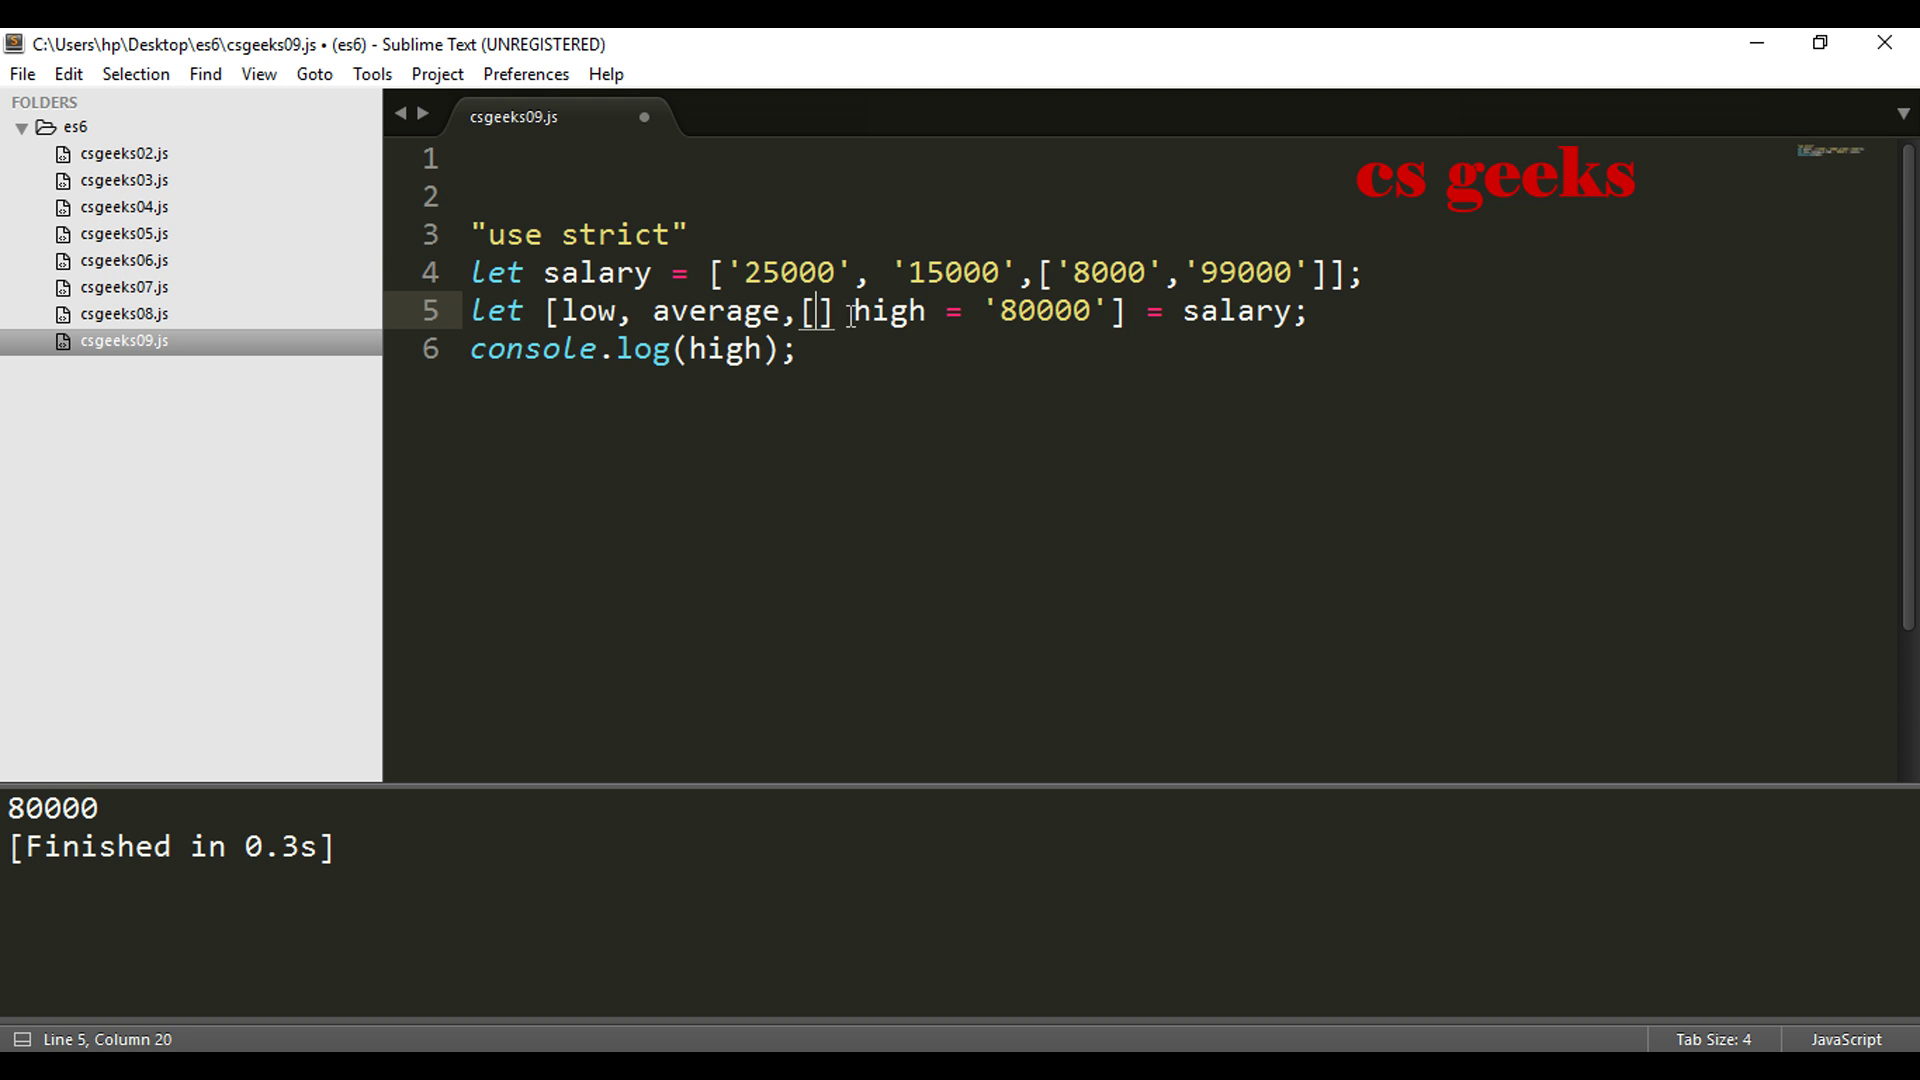 C:\Users\hp\Desktop\es6\csgeeks09.js • (es6) - Sublime Text (UNREGISTERED)
File Edit Selection Find View Goto Tools Project Preferences Help
FOLDERS
es6
csgeeks02.js
csgeeks03.js
csgeeks04.js
csgeeks05.js
csgeeks06.js
csgeeks07.js
csgeeks08.js
csgeeks09.js
csgeeks09.js
cs geeks
1
2
3 "use strict"
4 let salary = ['25000', '15000',['8000','99000']];
5 let [low, average,[] high = '80000'] = salary;
6 console.log(high);
80000
[Finished in 0.3s]
Line 5, Column 20
Tab Size: 4
JavaScript